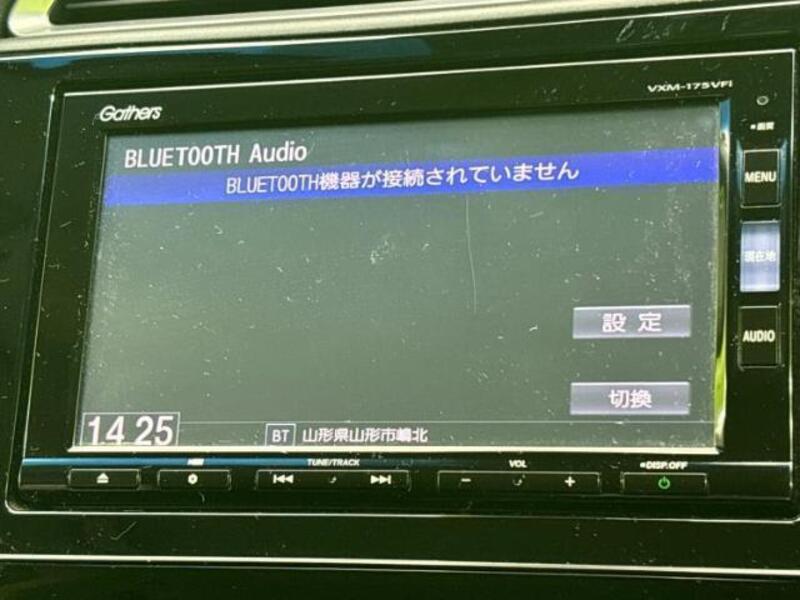 Gathers
VXM-175VFi
BLUETOOTH Audio
BLUETOOTH機器が接続されていません
MENU
現在地
AUDIO
設定
切換
14 25
BT 山形県山形市嶋北
TUNE/TRACK
VOL
DISP.OFF